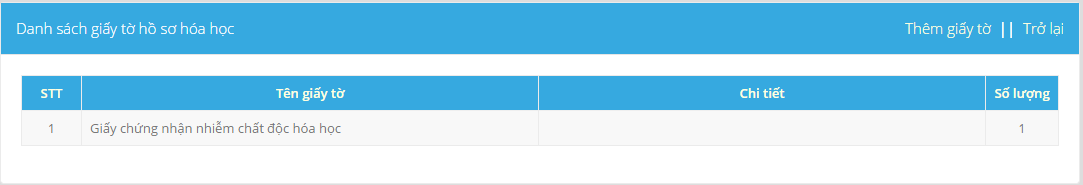 Danh sách giấy tờ hồ sơ hóa học
Thêm giấy tờ || Trở lại
STT Tên giấy tờ Chi tiết Số lượng
1 Giấy chứng nhận nhiễm chất độc hóa học 1